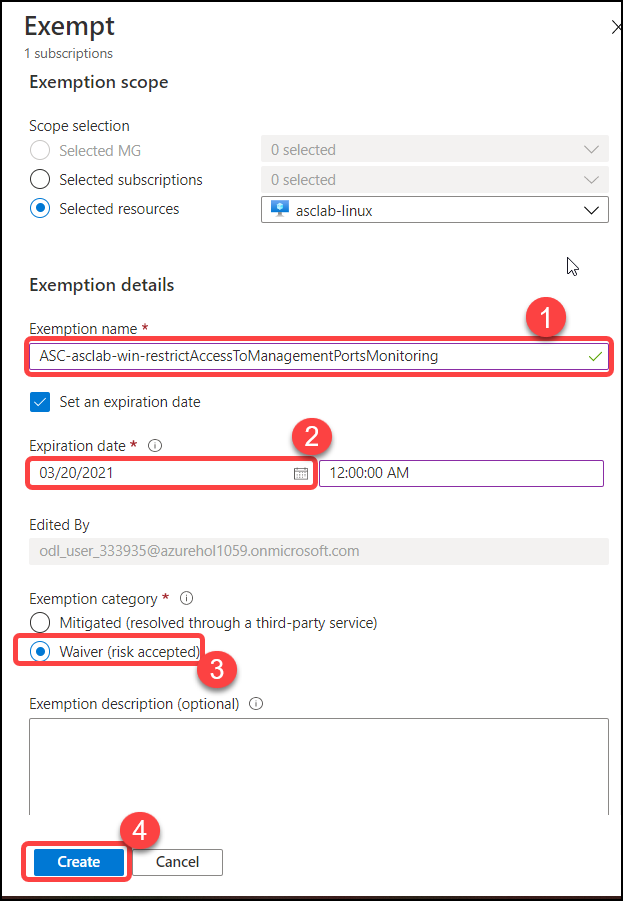 Exempt
1 subscriptions
Exemption scope
Scope selection
Selected MG
0 selected
Selected subscriptions
0 selected
Selected resources
asclab-linux
Exemption details
1
Exemption name *
ASC-asclab-win-restrictAccessToManagementPortsMonitoring
Set an expiration date
2
Expiration date *
03/20/2021
12:00:00 AM
Edited By
odl_user_333935@azurehol1059.onmicrosoft.com
Exemption category *
Mitigated (resolved through a third-party service)
Waiver (risk accepted)
3
Exemption description (optional)
4
Create
Cancel